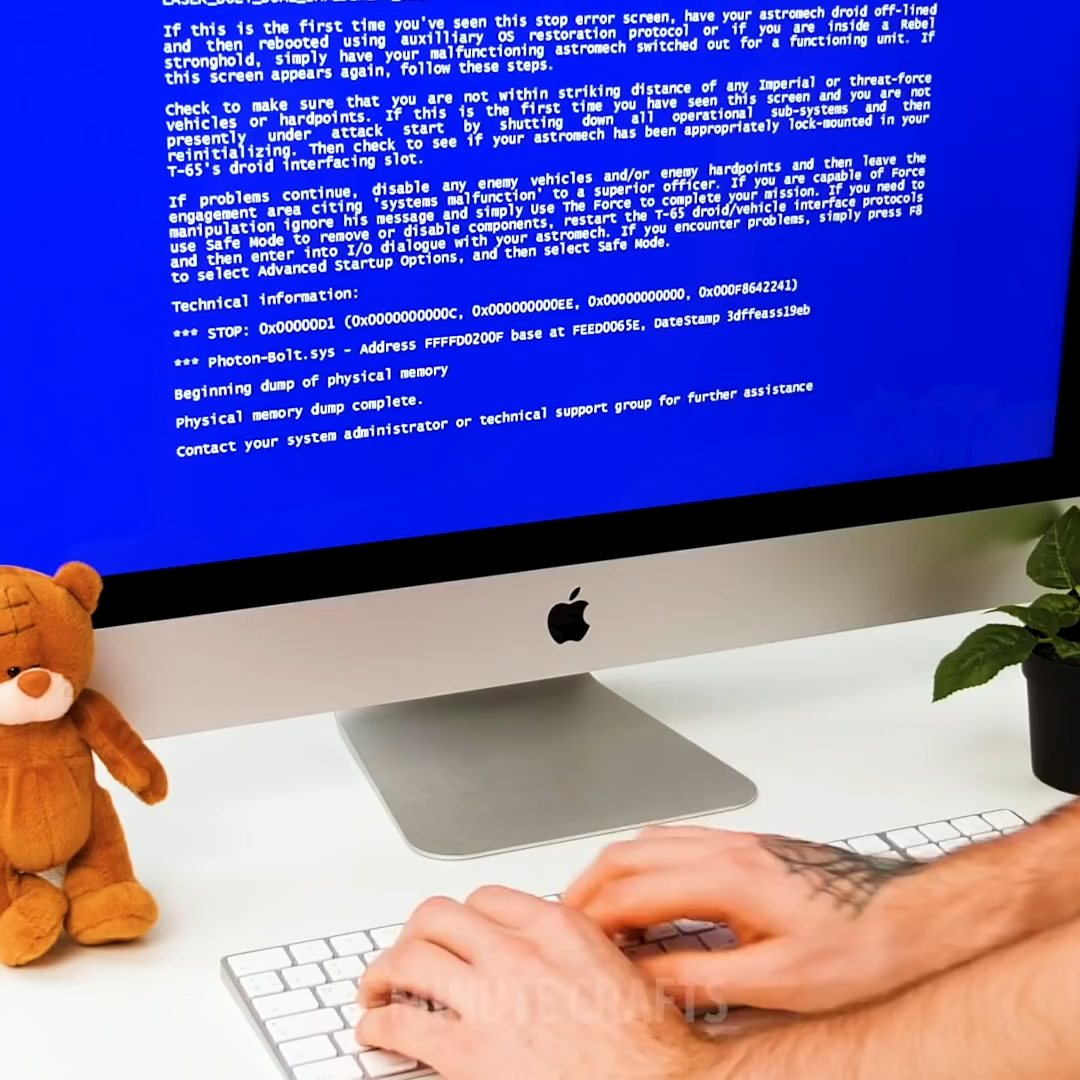 If this is the first time you've seen this stop error screen, have your astromech droid off-lined
and then rebooted using auxilliary OS restoration protocol or if you are inside a Rebel
stronghold, simply have your malfunctioning astromech switched out for a functioning unit. If
this screen appears again, follow these steps.
Check to make sure that you are not within striking distance of any Imperial or threat-force
vehicles or hardpoints. If this is the first time you have seen this screen and you are not
presently under attack start by shutting down all operational sub-systems and then
reinitializing. Then check to see if your astromech has been appropriately lock-mounted in your
T-65's droid interfacing slot.
If problems continue, disable any enemy vehicles and/or enemy hardpoints and then leave the
engagement area citing 'systems malfunction' to a superior officer. If you are capable of Force
manipulation ignore his message and simply Use The Force to complete your mission. If you need to
use Safe Mode to remove or disable components, restart the T-65 droid/vehicle interface protocols
and then enter into I/O dialogue with your astromech. If you encounter problems, simply press F8
to select Advanced Startup Options, and then select Safe Mode.
Technical information:
*** STOP: 0x00000D1 (0x0000000000C, 0x000000000EE, 0x00000000000, 0x000F8642241)
*** Photon-Bolt.sys - Address FFFFD0200F base at FEED0065E, DateStamp 3dffeass19eb
Beginning dump of physical memory
Physical memory dump complete.
Contact your system administrator or technical support group for further assistance
MINUTE CRAFTS